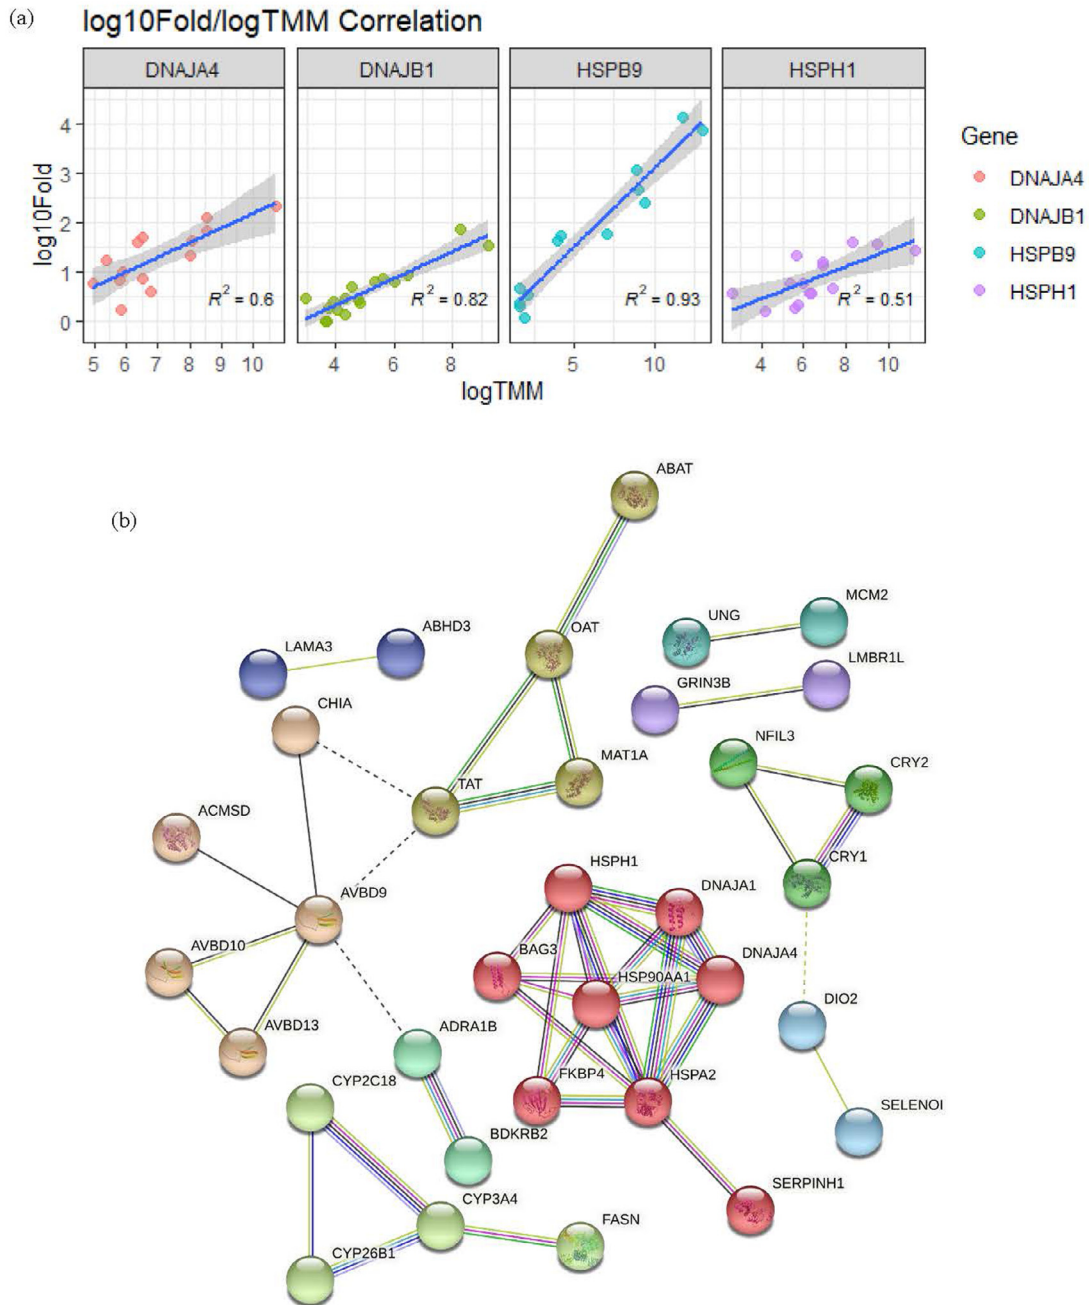 (a)
log10Fold/logTMM Correlation
DNAJA4 DNAJB1 HSPB9 HSPH1
4
3
2
1
0
log10Fold
R² = 0.6 R² = 0.82 R² = 0.93 R² = 0.51
5 6 7 8 9 10 4 6 8 5 10 4 6 8 10
logTMM
Gene
DNAJA4
DNAJB1
HSPB9
HSPH1
(b)
ABAT
MCM2
UNG
OAT
ABHD3
LAMA3
LMBR1L
GRIN3B
CHIA
NFIL3
MAT1A
CRY2
TAT
ACMSD
CRY1
HSPH1
DNAJA1
AVBD9
AVBD10
BAG3
DNAJA4
HSP90AA1
DIO2
AVBD13
ADRA1B
FKBP4
HSPA2
CYP2C18
SELENOI
BDKRB2
SERPINH1
CYP3A4
FASN
CYP26B1